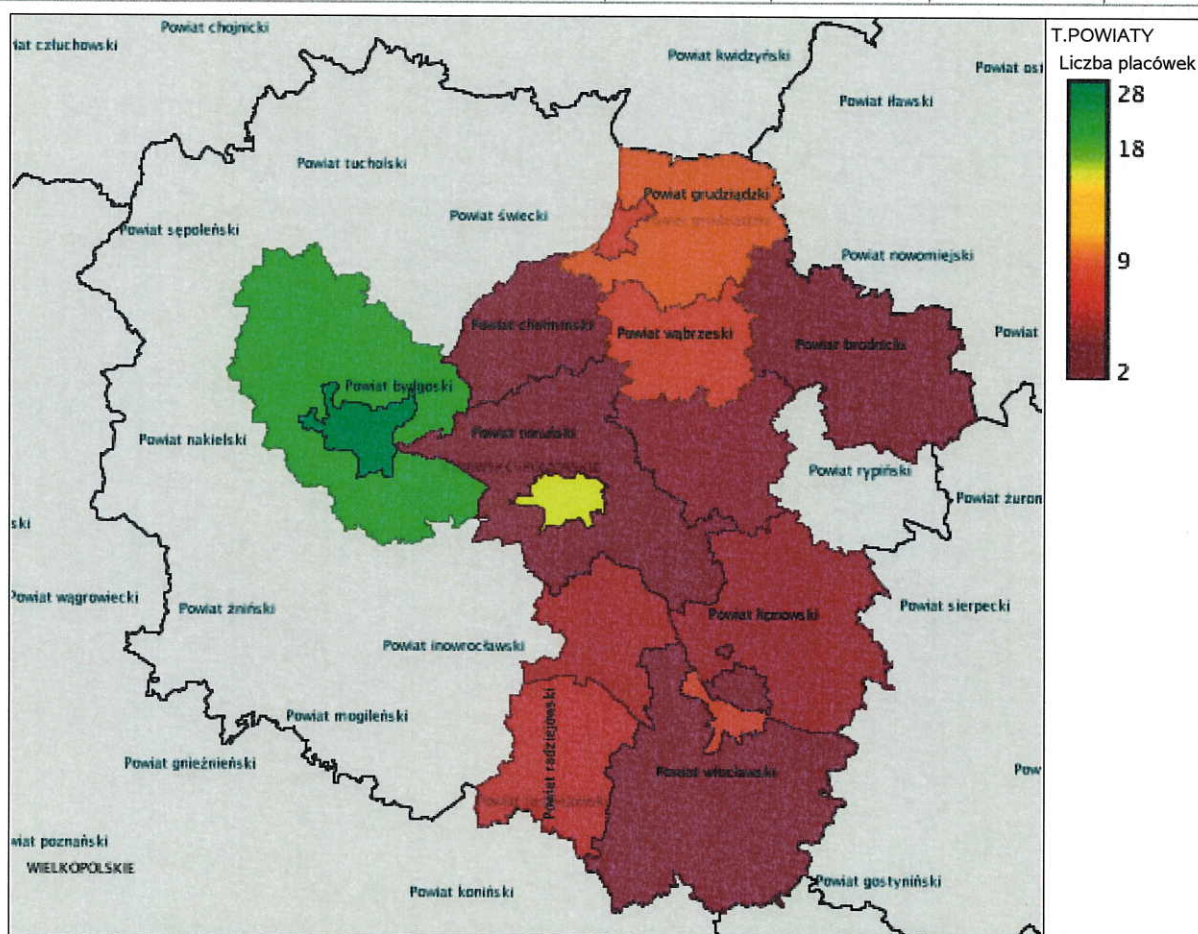 T.POWIATY
Liczba placówek
28
18
9
2
Powiat chojnicki
iat człuchowski
Powiat kwidzyński
Powiat ost
Powiat iławski
Powiat tucholski
Powiat grudziądzki
Powiat świecki
Powiat sępoleński
Powiat nowomiejski
Powiat chełmiński
Powiat wąbrzeski
Powiat brodnicki
Powiat
Powiat bydgoski
Powiat nakielski
Powiat toruński
Powiat rypiński
Powiat żuron
ski
Powiat wągrowiecki
Powiat żniński
Powiat lipnowski
Powiat sierpecki
Powiat inowrocławski
Powiat radziejowski
Powiat mogileński
Powiat gnieźnieński
Powiat włocławski
Pow
wiat poznański
WIELKOPOLSKIE
Powiat koniński
Powiat gostyniński